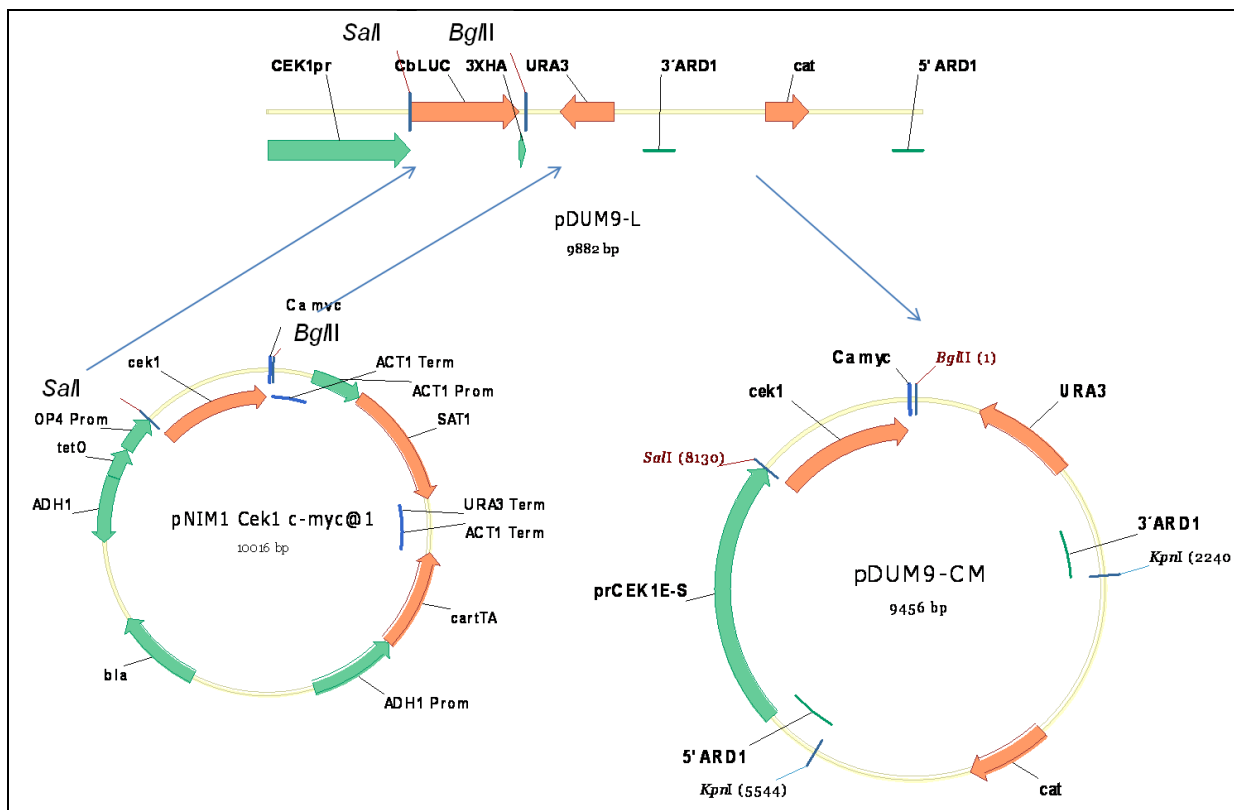 SalI
BglII
CEK1pr
CbLUC
3XHA
URA3
3´ARD1
cat
5' ARD1
pDUM9-L
9882 bp
Ca myc
BglII
cek1
ACT1 Term
ACT1 Prom
SalI
OP4 Prom
SAT1
tetO
ADH1
URA3 Term
ACT1 Term
pNIM1 Cek1 c-myc@1
10016 bp
cartTA
bla
ADH1 Prom
Ca myc
BglII (1)
cek1
URA3
SalI (8130)
3´ARD1
KpnI (2240
pDUM9-CM
9456 bp
prCEK1E-S
5' ARD1
KpnI (5544)
cat